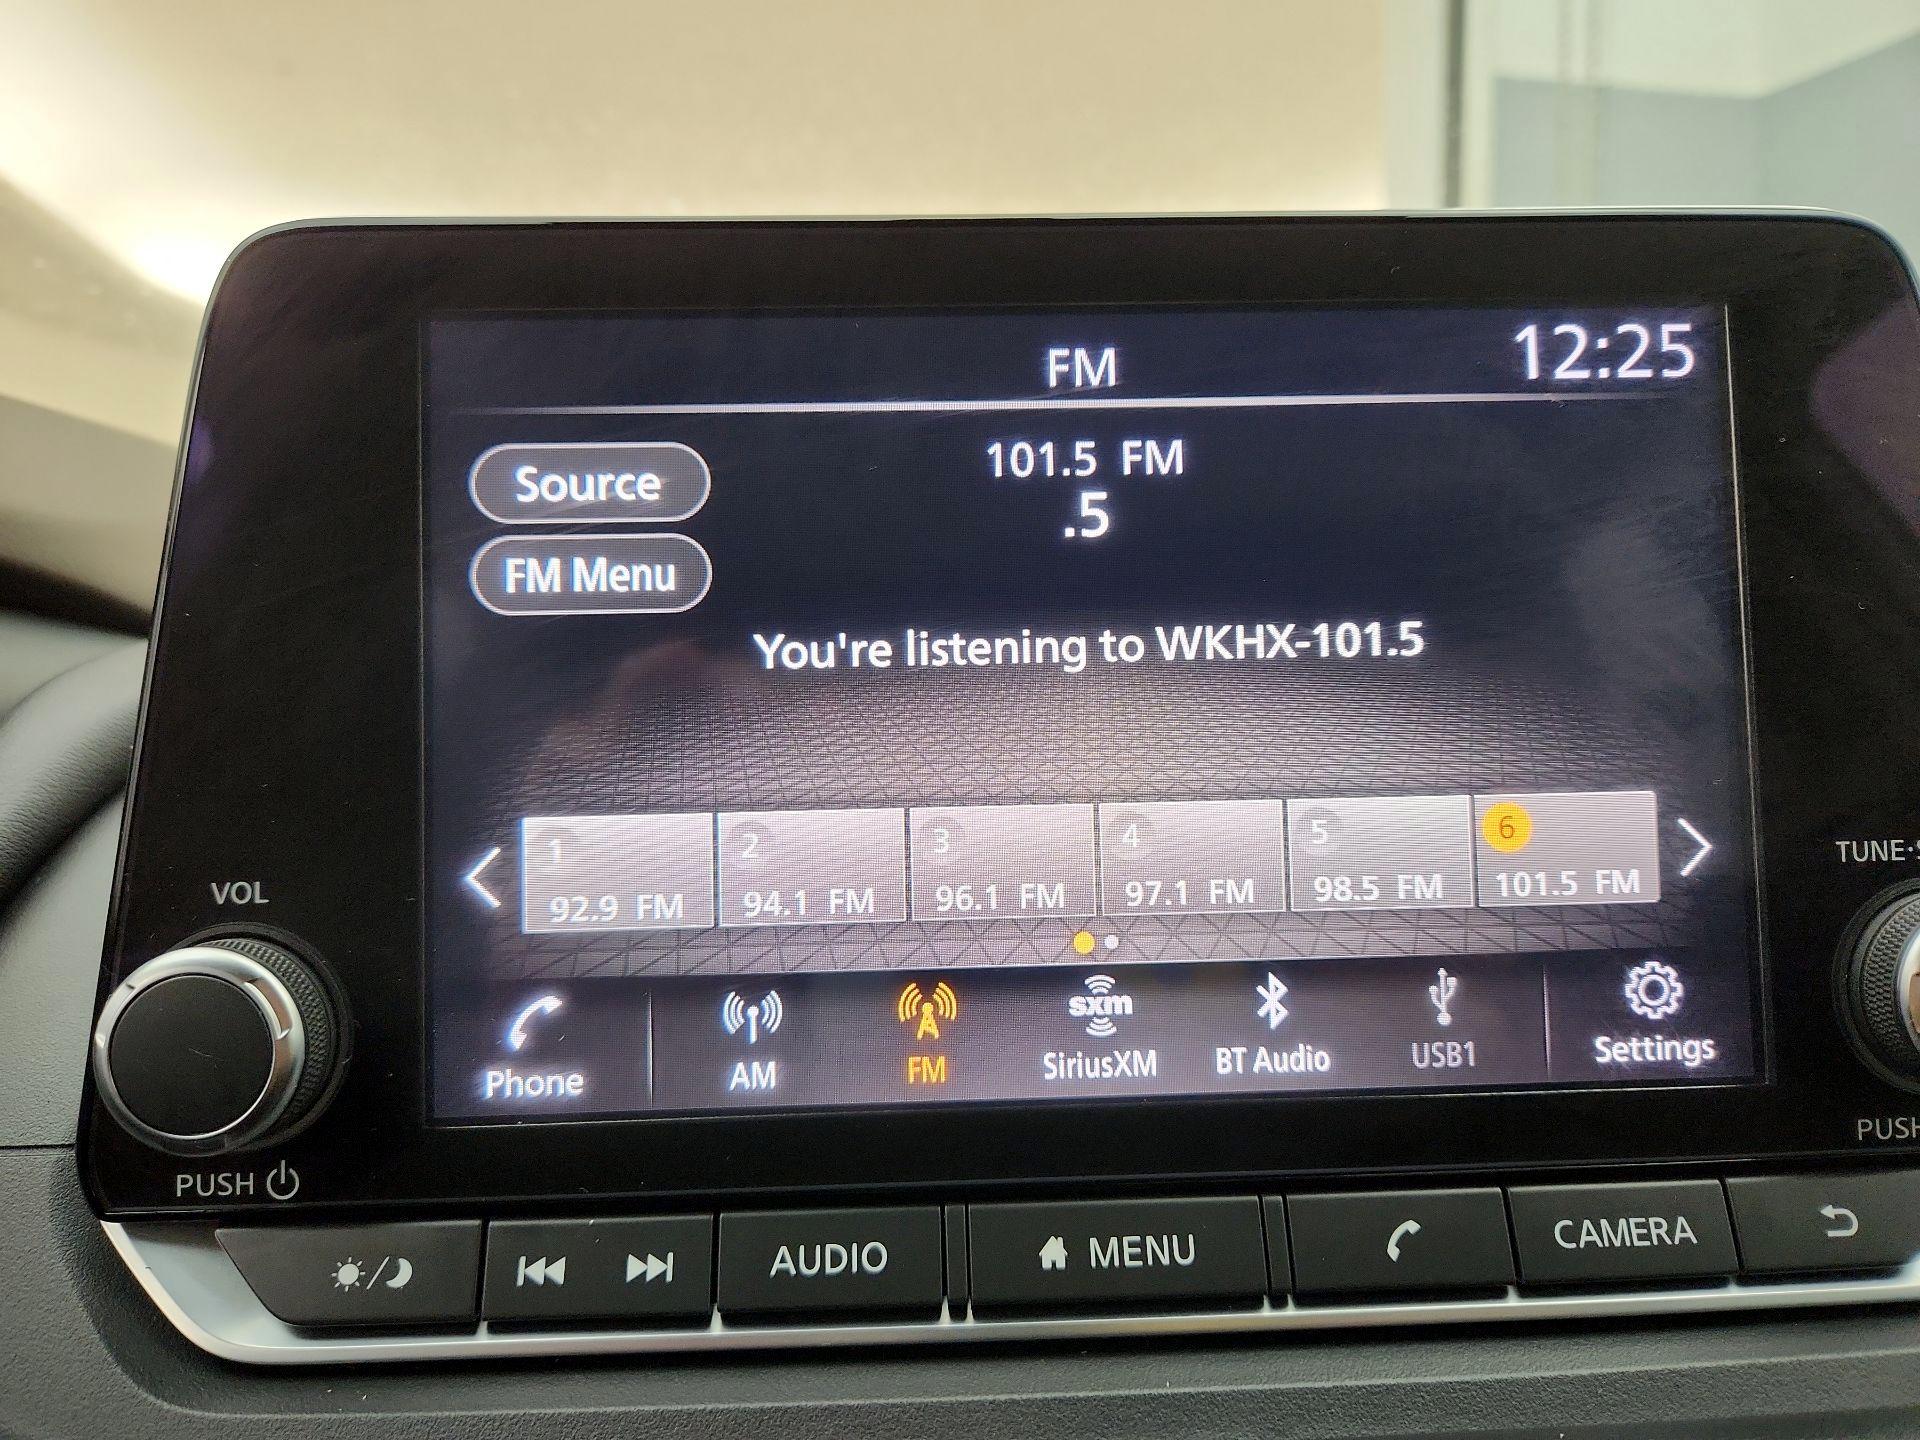 FM
12:25
Source
101.5 FM
.5
FM Menu
You're listening to WKHX-101.5
1
2
3
4
5
6
92.9 FM
94.1 FM
96.1 FM
97.1 FM
98.5 FM
101.5 FM
VOL
TUNE·S
sxm
Phone
AM
FM
SiriusXM
BT Audio
USB1
Settings
PUSH
PUSH
AUDIO
MENU
CAMERA